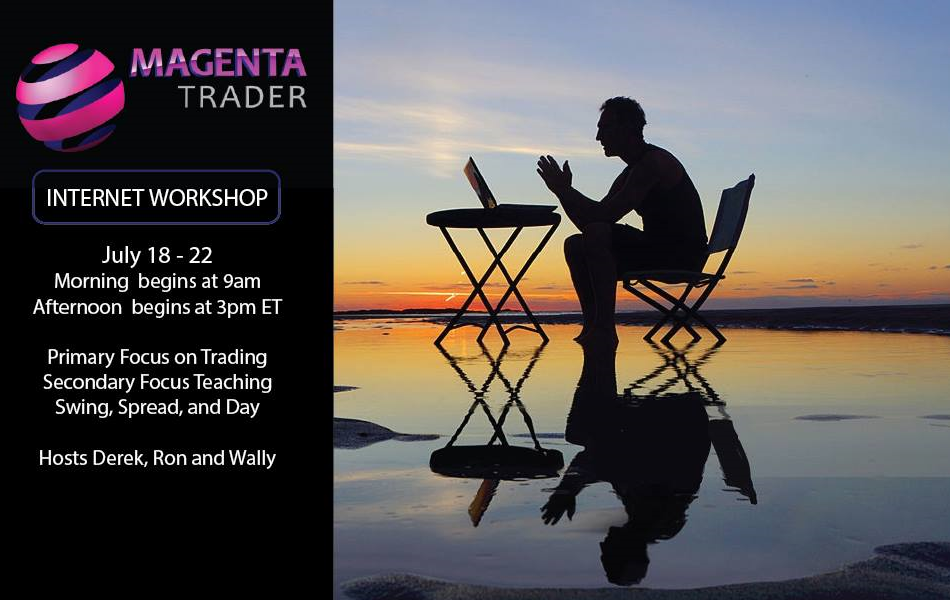 MAGENTA
TRADER
INTERNET WORKSHOP
July 18 - 22
Morning begins at 9am
Afternoon begins at 3pm ET
Primary Focus on Trading
Secondary Focus Teaching
Swing, Spread, and Day
Hosts Derek, Ron and Wally